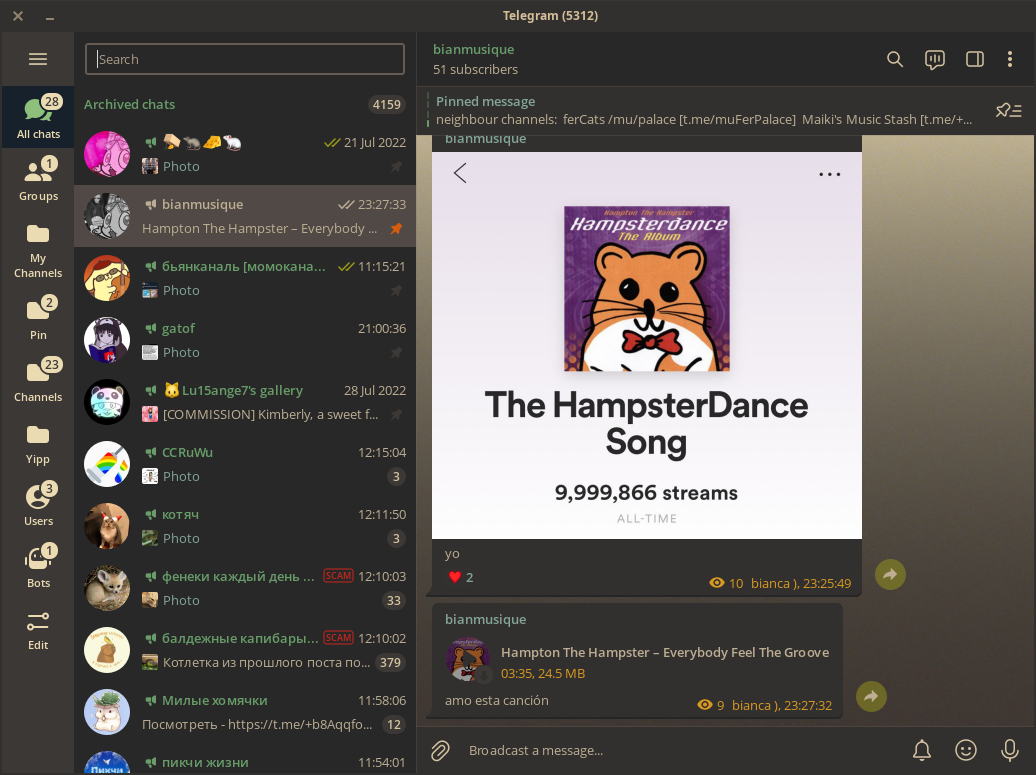 Telegram (5312)
28
All chats
1
Groups
My
Channels
2
Pin
23
Channels
Yipp
3
Users
1
Bots
Edit
Search
Archived chats 4159
21 Jul 2022
Photo
bianmusique 23:27:33
Hampton The Hampster – Everybody ...
бьянканаль [момокана... 11:15:21
Photo
gatof 21:00:36
Photo
Lu15ange7's gallery 28 Jul 2022
[COMMISSION] Kimberly, a sweet f...
CCRuWu 12:15:04
Photo 3
котяч 12:11:50
Photo 3
фенеки каждый день ... SCAM 12:10:03
Photo 33
балдежные капибары... SCAM 12:10:02
Котлетка из прошлого поста по... 379
Милые хомячки 11:58:06
Посмотреть - https://t.me/+b8Aqqfo... 12
пикчи жизни 11:54:01
Пикчи
bianmusique
51 subscribers
Pinned message
neighbour channels: ferCats /mu/palace [t.me/muFerPalace] Maiki's Music Stash [t.me/+...
bianmusique
Hampton The Hampster
Hampsterdance
The Album
The HampsterDance
Song
9,999,866 streams
ALL-TIME
yo
2
10 bianca ), 23:25:49
bianmusique
Hampton The Hampster – Everybody Feel The Groove
03:35, 24.5 MB
amo esta canción
9 bianca ), 23:27:32
Broadcast a message...